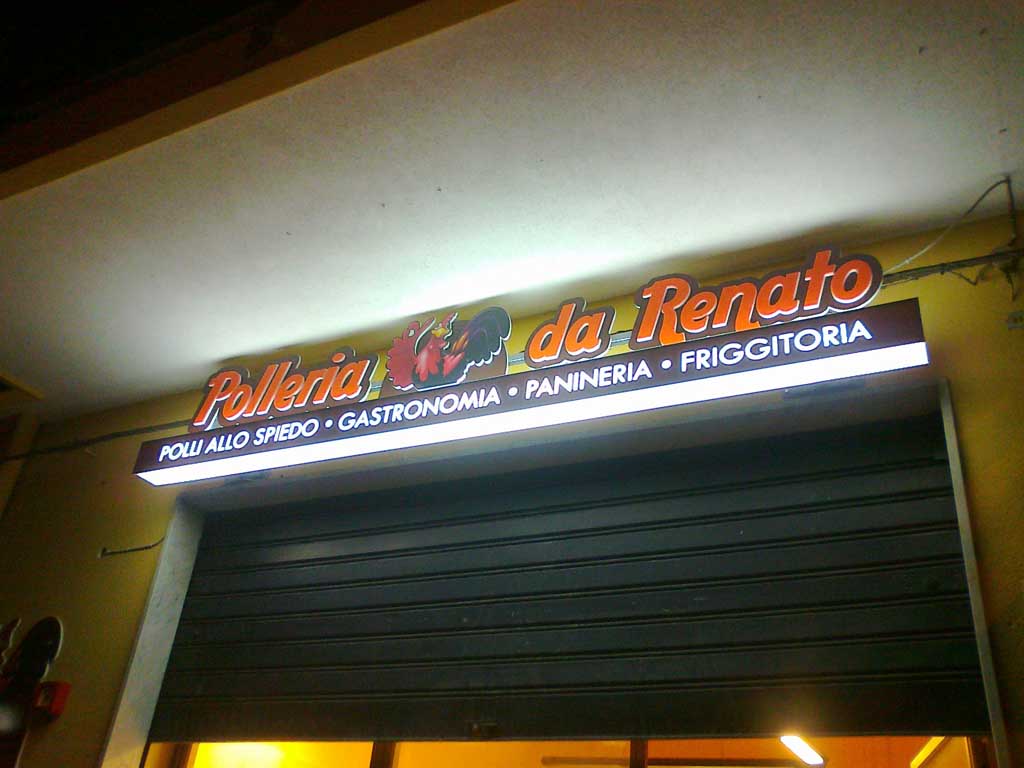 Polleria da Renato
POLLI ALLO SPIEDO • GASTRONOMIA • PANINERIA • FRIGGITORIA